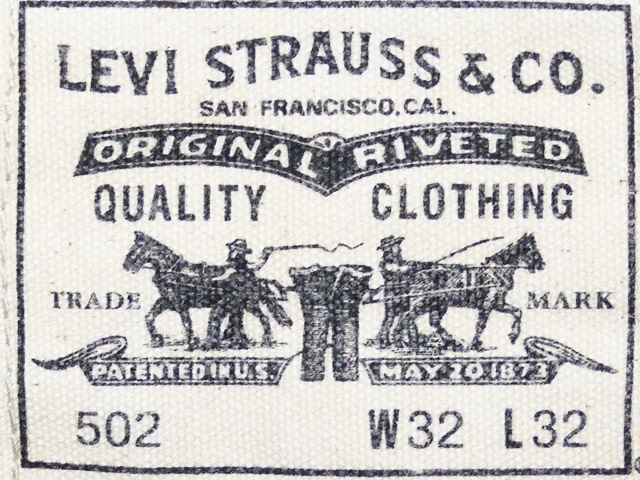 LEVI STRAUSS & CO.
SAN FRANCISCO, CAL.
ORIGINAL RIVETED
QUALITY CLOTHING
TRADE MARK
PATENTED IN U.S. MAY 20 1873
502 W32 L32